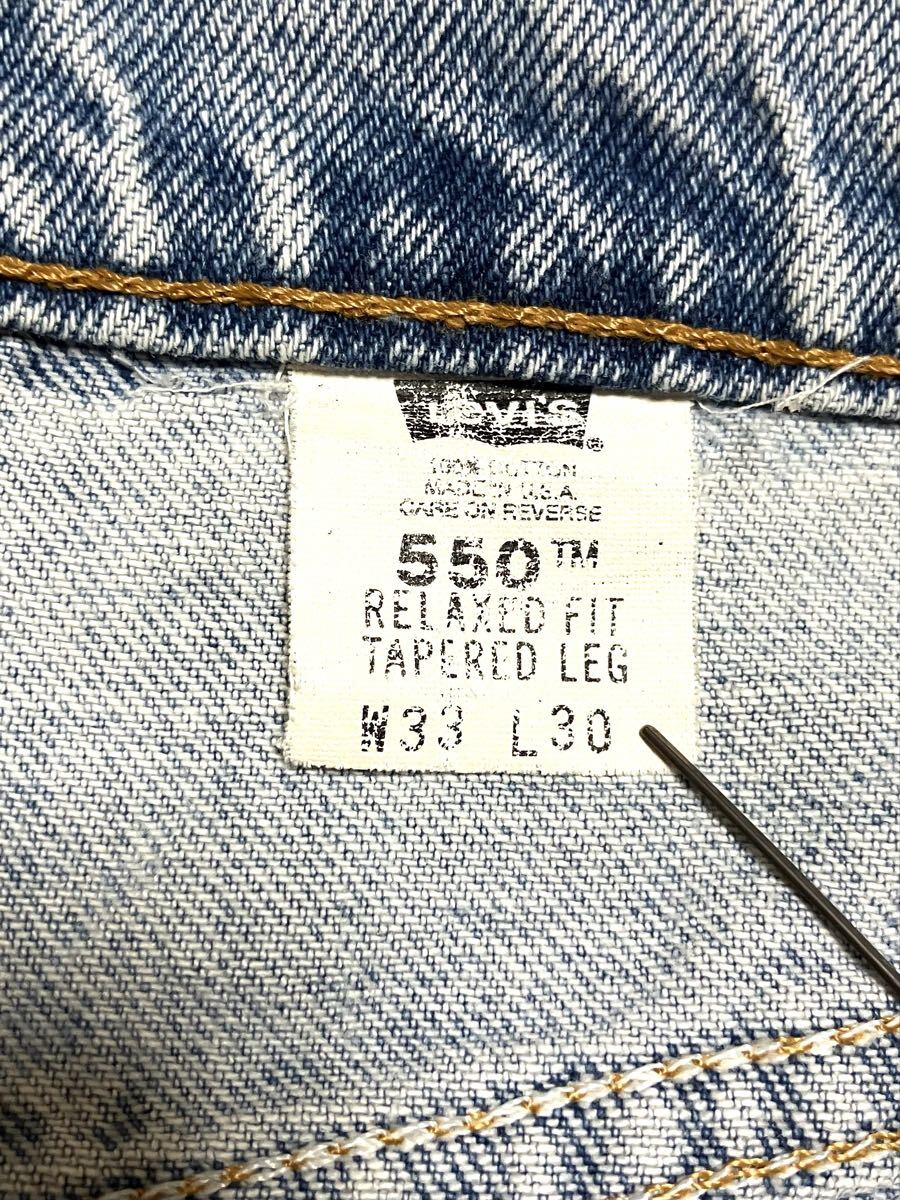 LEVI'S ®
100% COTTON
MADE IN U.S.A.
CARE ON REVERSE
550™
RELAXED FIT
TAPERED LEG
W33 L30